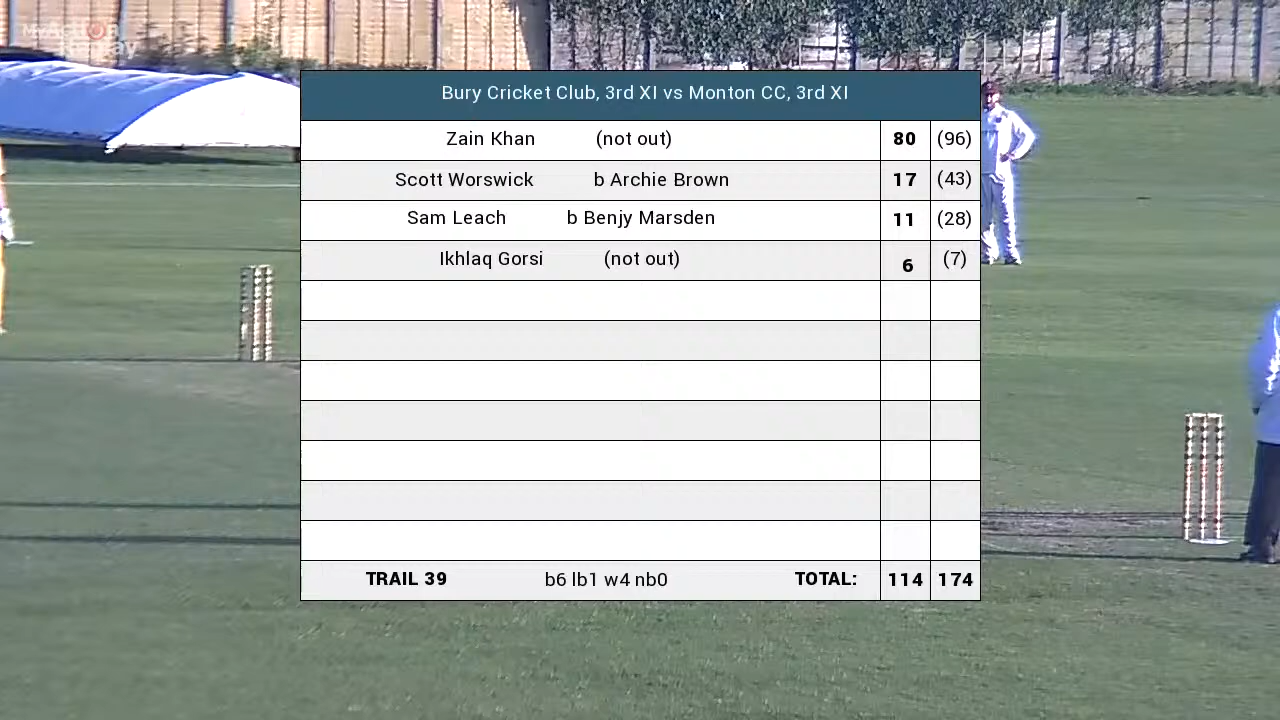 MyAction
Replay
Bury Cricket Club, 3rd XI vs Monton CC, 3rd XI
Zain Khan (not out) 80 (96)
Scott Worswick b Archie Brown 17 (43)
Sam Leach b Benjy Marsden 11 (28)
Ikhlaq Gorsi (not out) 6 (7)
TRAIL 39 b6 lb1 w4 nb0 TOTAL: 114 174